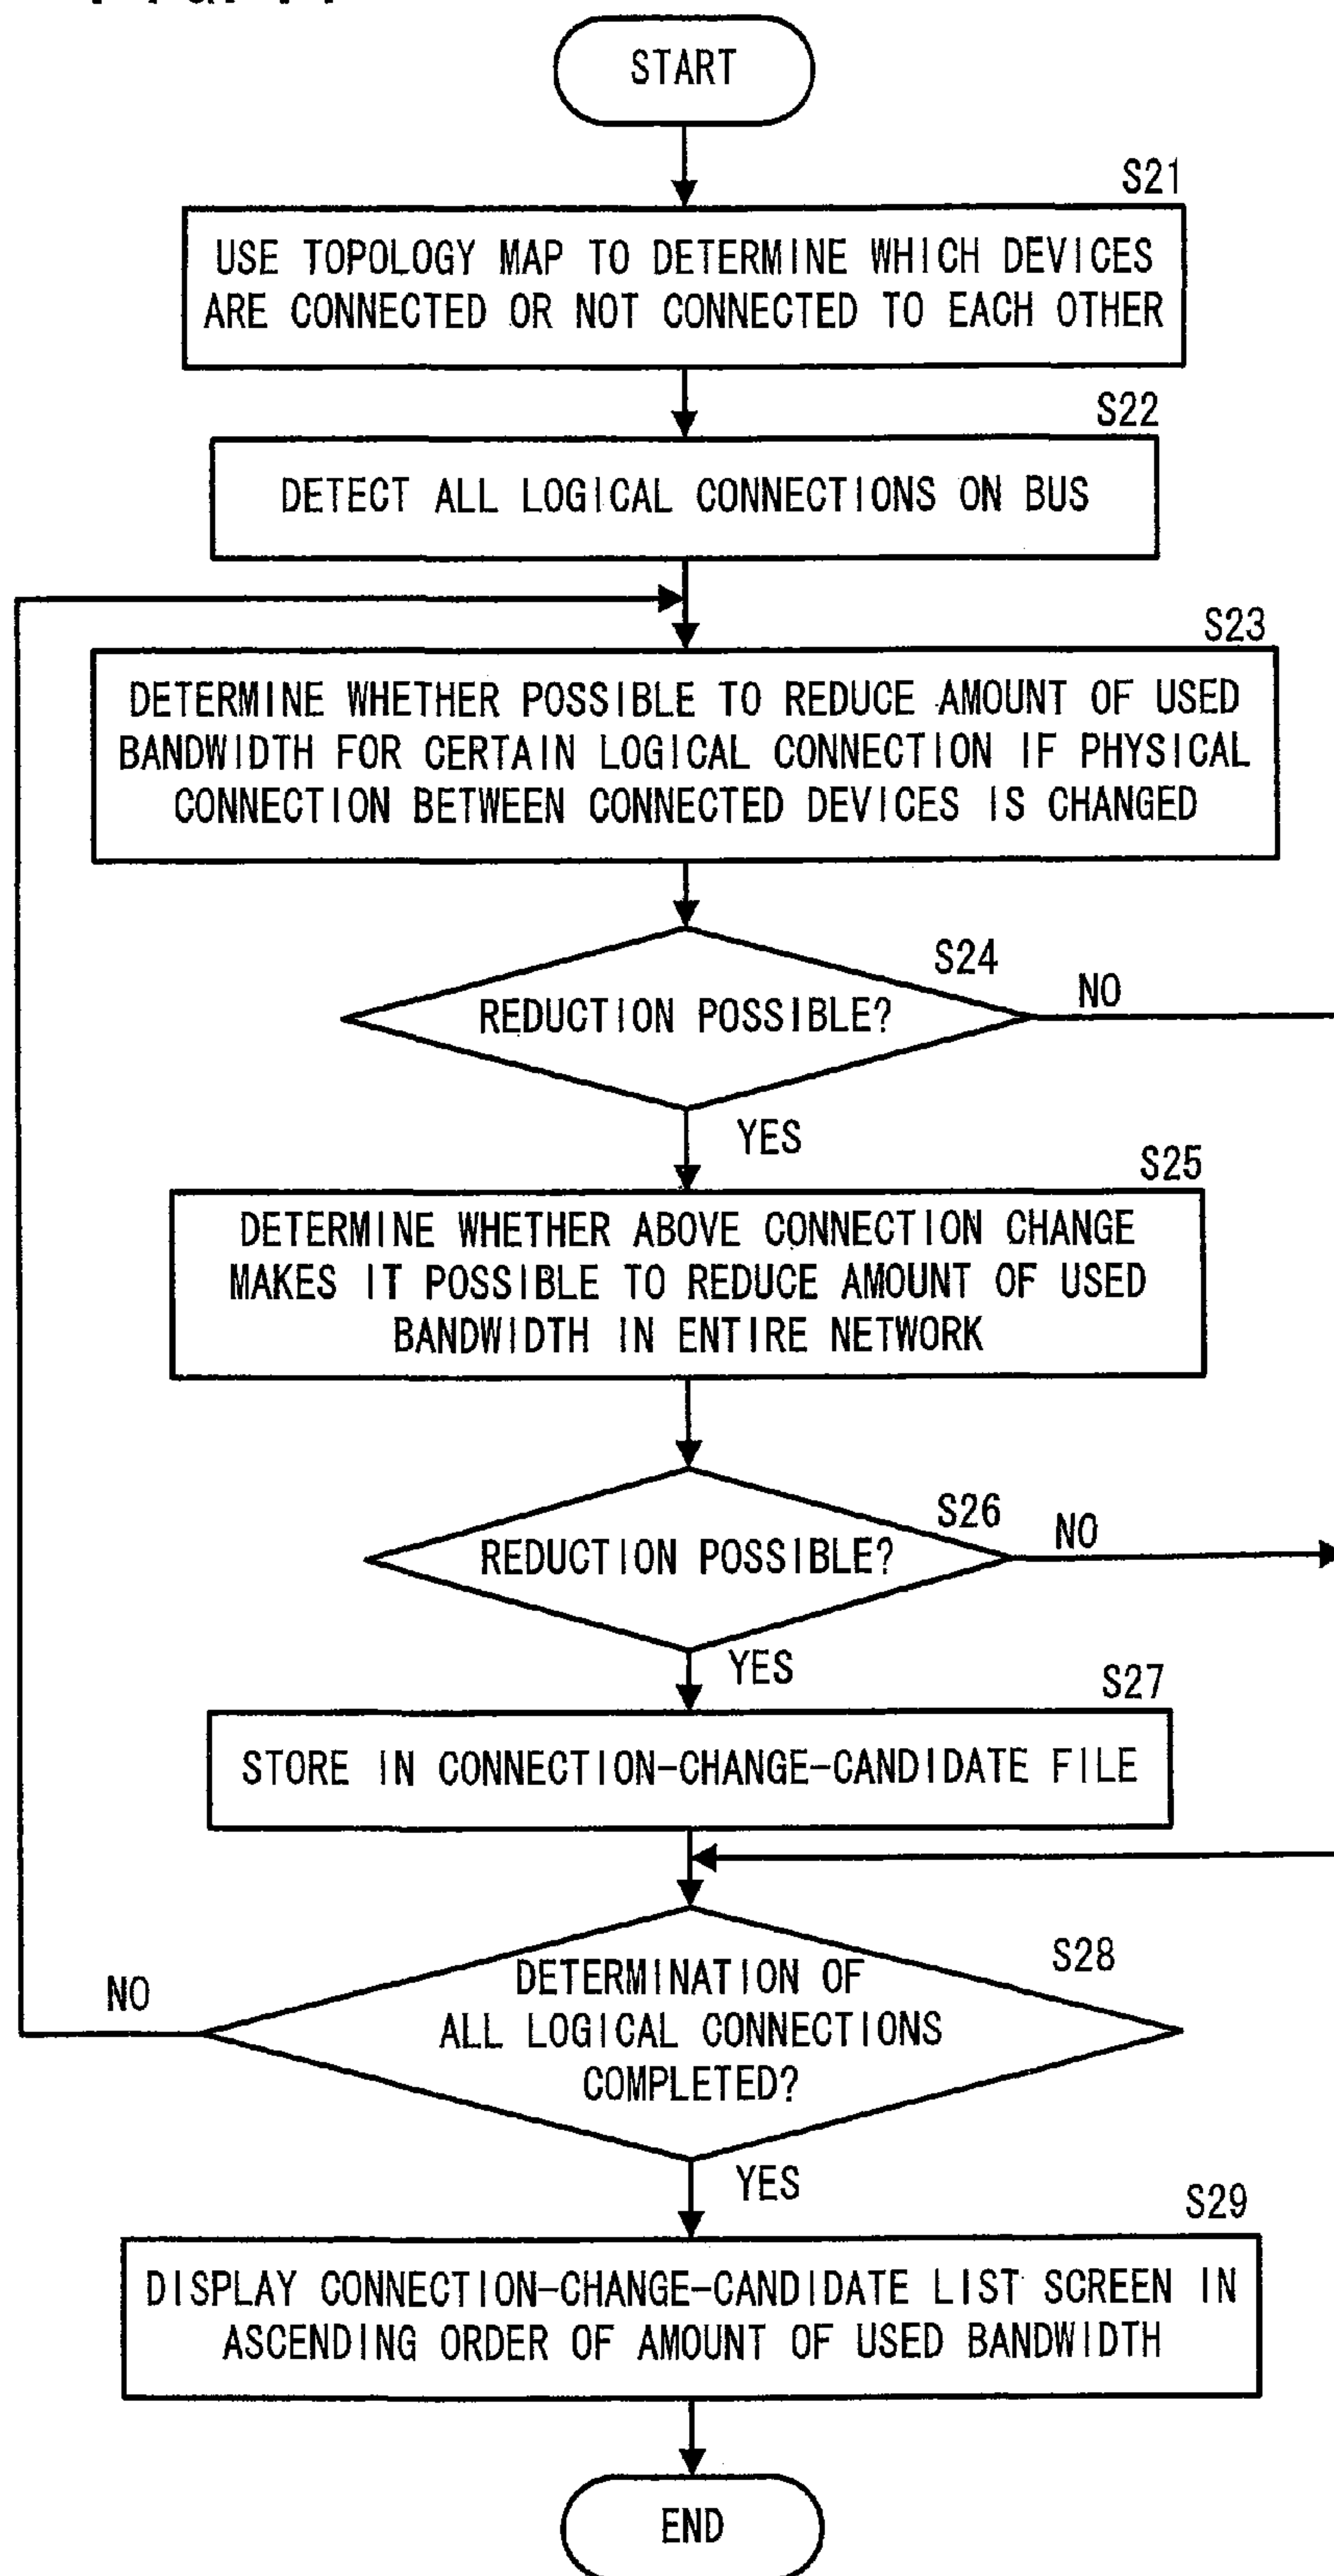 START
S21
USE TOPOLOGY MAP TO DETERMINE WHICH DEVICES
ARE CONNECTED OR NOT CONNECTED TO EACH OTHER
S22
DETECT ALL LOGICAL CONNECTIONS ON BUS
S23
DETERMINE WHETHER POSSIBLE TO REDUCE AMOUNT OF USED
BANDWIDTH FOR CERTAIN LOGICAL CONNECTION IF PHYSICAL
CONNECTION BETWEEN CONNECTED DEVICES IS CHANGED
S24
REDUCTION POSSIBLE?
NO
YES
S25
DETERMINE WHETHER ABOVE CONNECTION CHANGE
MAKES IT POSSIBLE TO REDUCE AMOUNT OF USED
BANDWIDTH IN ENTIRE NETWORK
S26
REDUCTION POSSIBLE?
NO
YES
S27
STORE IN CONNECTION-CHANGE-CANDIDATE FILE
S28
DETERMINATION OF
ALL LOGICAL CONNECTIONS
COMPLETED?
NO
YES
S29
DISPLAY CONNECTION-CHANGE-CANDIDATE LIST SCREEN IN
ASCENDING ORDER OF AMOUNT OF USED BANDWIDTH
END